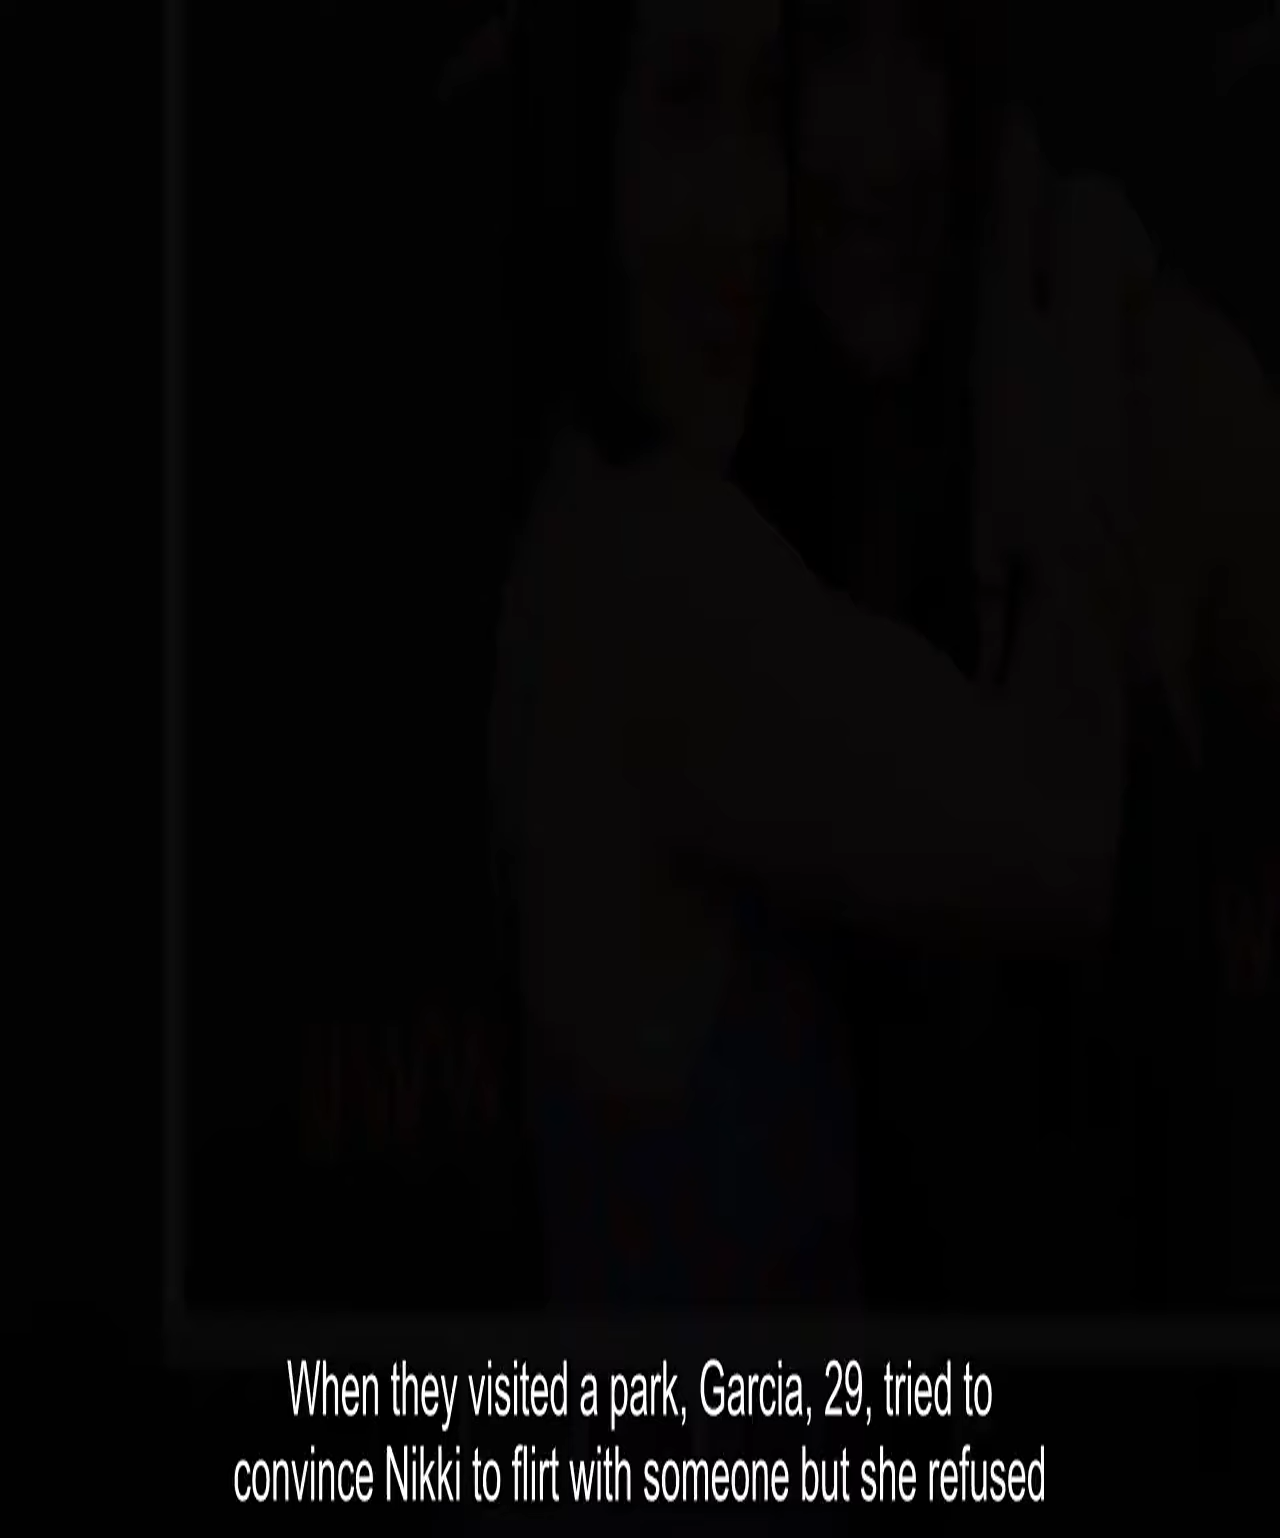 When they visited a park, Garcia, 29, tried to
convince Nikki to flirt with someone but she refused